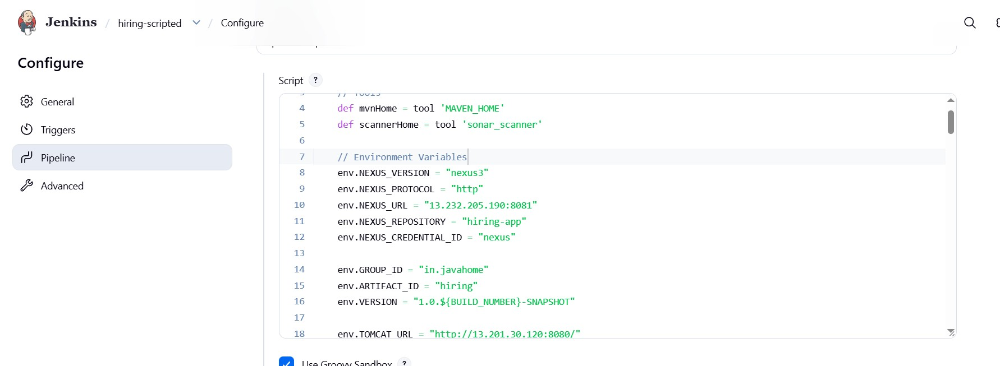 Jenkins / hiring-scripted / Configure
Configure
General
Triggers
Pipeline
Advanced
Script ?
3 // Tools
4 def mvnHome = tool 'MAVEN_HOME'
5 def scannerHome = tool 'sonar_scanner'
6
7 // Environment Variables
8 env.NEXUS_VERSION = "nexus3"
9 env.NEXUS_PROTOCOL = "http"
10 env.NEXUS_URL = "13.232.205.190:8081"
11 env.NEXUS_REPOSITORY = "hiring-app"
12 env.NEXUS_CREDENTIAL_ID = "nexus"
13
14 env.GROUP_ID = "in.javahome"
15 env.ARTIFACT_ID = "hiring"
16 env.VERSION = "1.0.${BUILD_NUMBER}-SNAPSHOT"
17
18 env.TOMCAT_URL = "http://13.201.30.120:8080/"
Use Groovy Sandbox ?